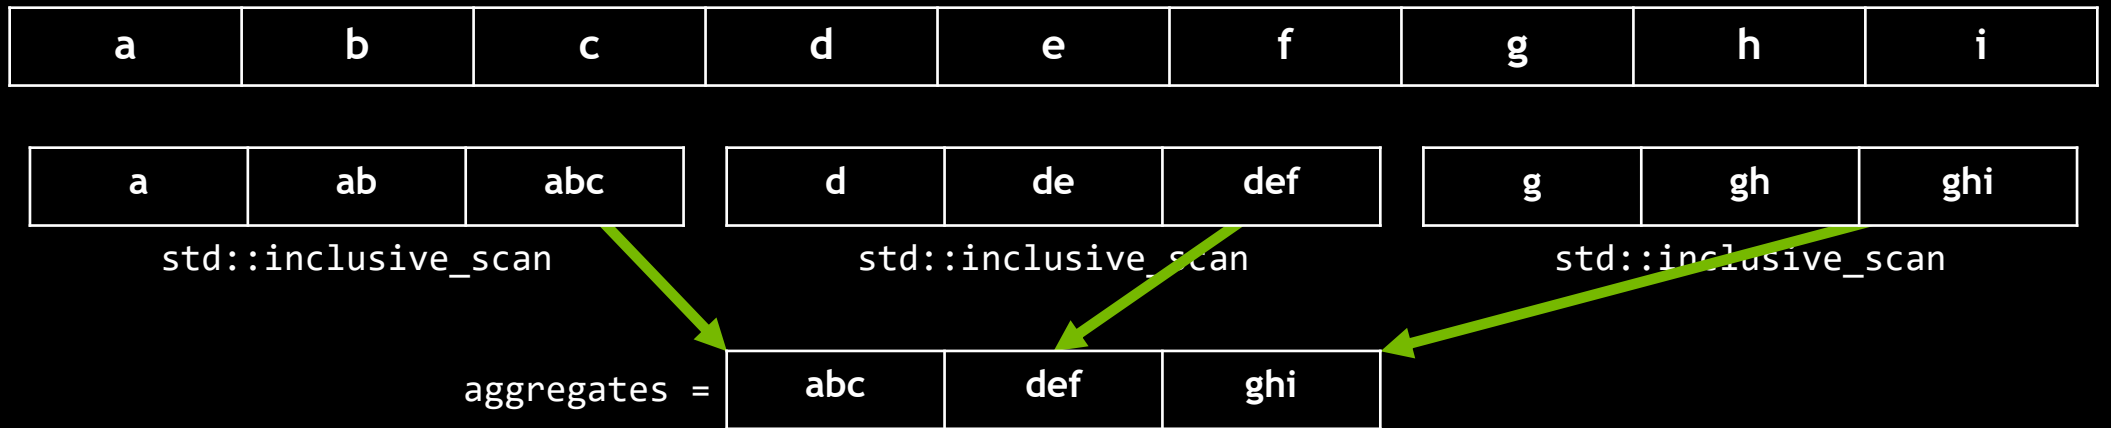 a b c d e f g h i
a ab abc d de def g gh ghi
std::inclusive_scan std::inclusive_scan std::inclusive_scan
aggregates = abc def ghi